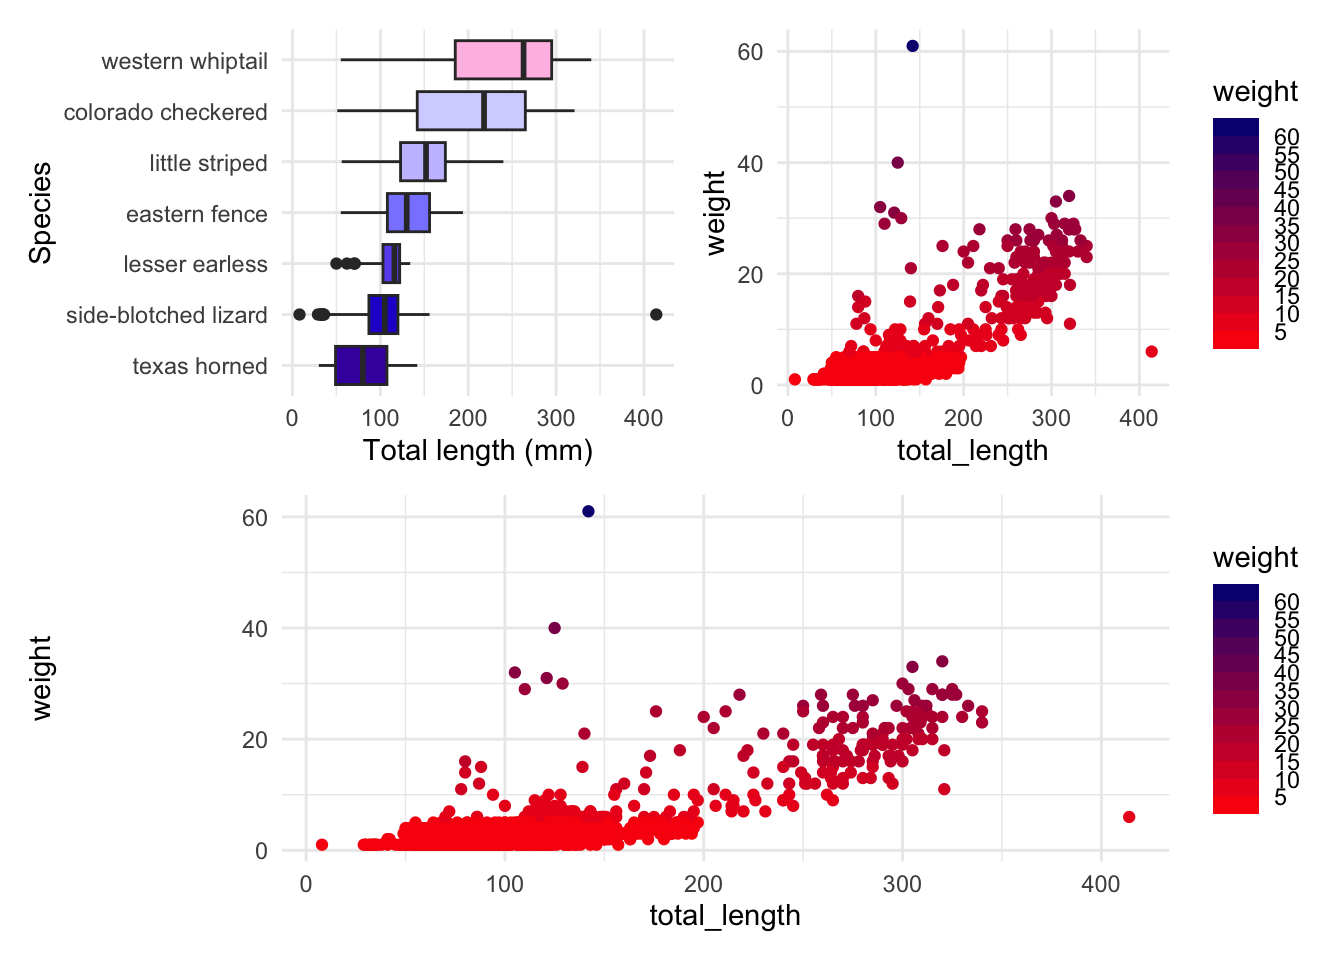 Species
western whiptail
colorado checkered
little striped
eastern fence
lesser earless
side-blotched lizard
texas horned
0 100 200 300 400
Total length (mm)
weight
60
40
20
0
0 100 200 300 400
total_length
weight
60
55
50
45
40
35
30
25
20
15
10
5
weight
60
40
20
0
0 100 200 300 400
total_length
weight
60
55
50
45
40
35
30
25
20
15
10
5